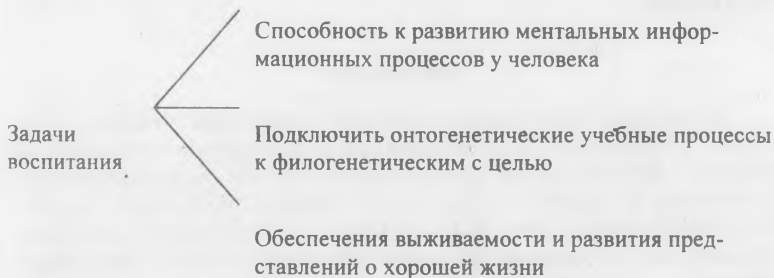 Способность к развитию ментальных инфор-
мационных процессов у человека
Задачи
воспитания
Подключить онтогенетические учебные процессы
к филогенетическим с целью
Обеспечения выживаемости и развития пред-
ставлений о хорошей жизни